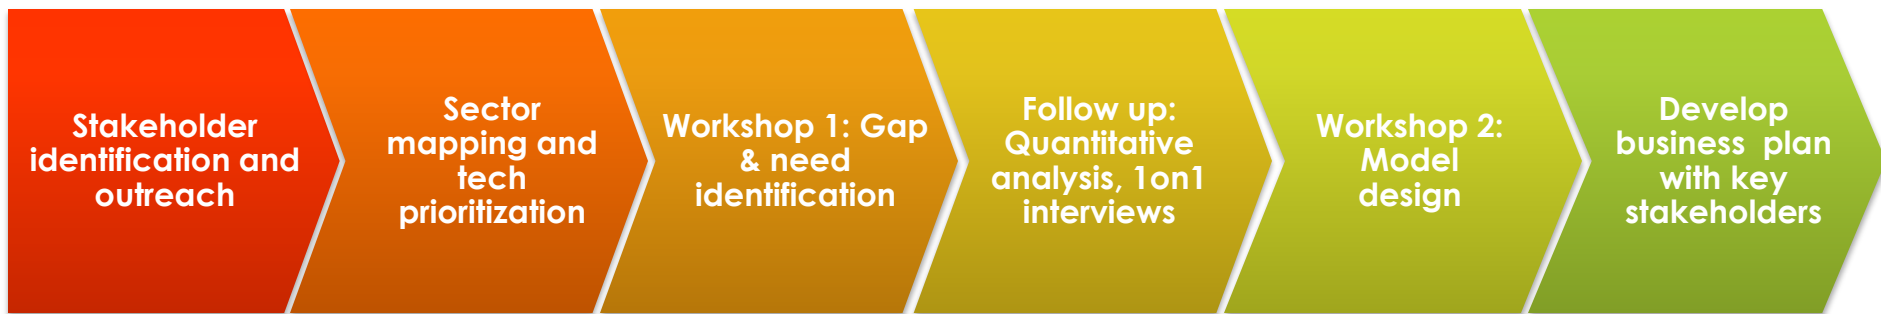 Stakeholder
identification and
outreach
Sector
mapping and
tech
prioritization
Workshop 1: Gap
& need
identification
Follow up:
Quantitative
analysis, 1on1
interviews
Workshop 2:
Model
design
Develop
business plan
with key
stakeholders